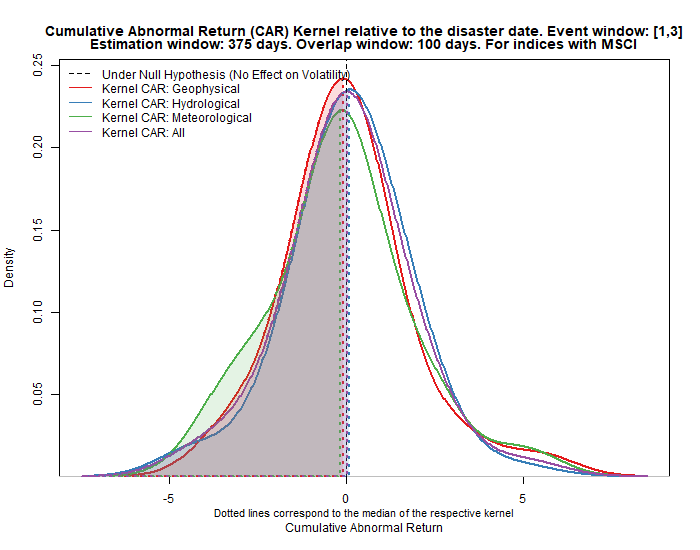 Cumulative Abnormal Return (CAR) Kernel relative to the disaster date. Event window: [1,3]
Estimation window: 375 days. Overlap window: 100 days. For indices with MSCI
Under Null Hypothesis (No Effect on Volatility)
Kernel CAR: Geophysical
Kernel CAR: Hydrological
Kernel CAR: Meteorological
Kernel CAR: All
Density
0.25
0.20
0.15
0.10
0.05
-5 0 5
Dotted lines correspond to the median of the respective kernel
Cumulative Abnormal Return